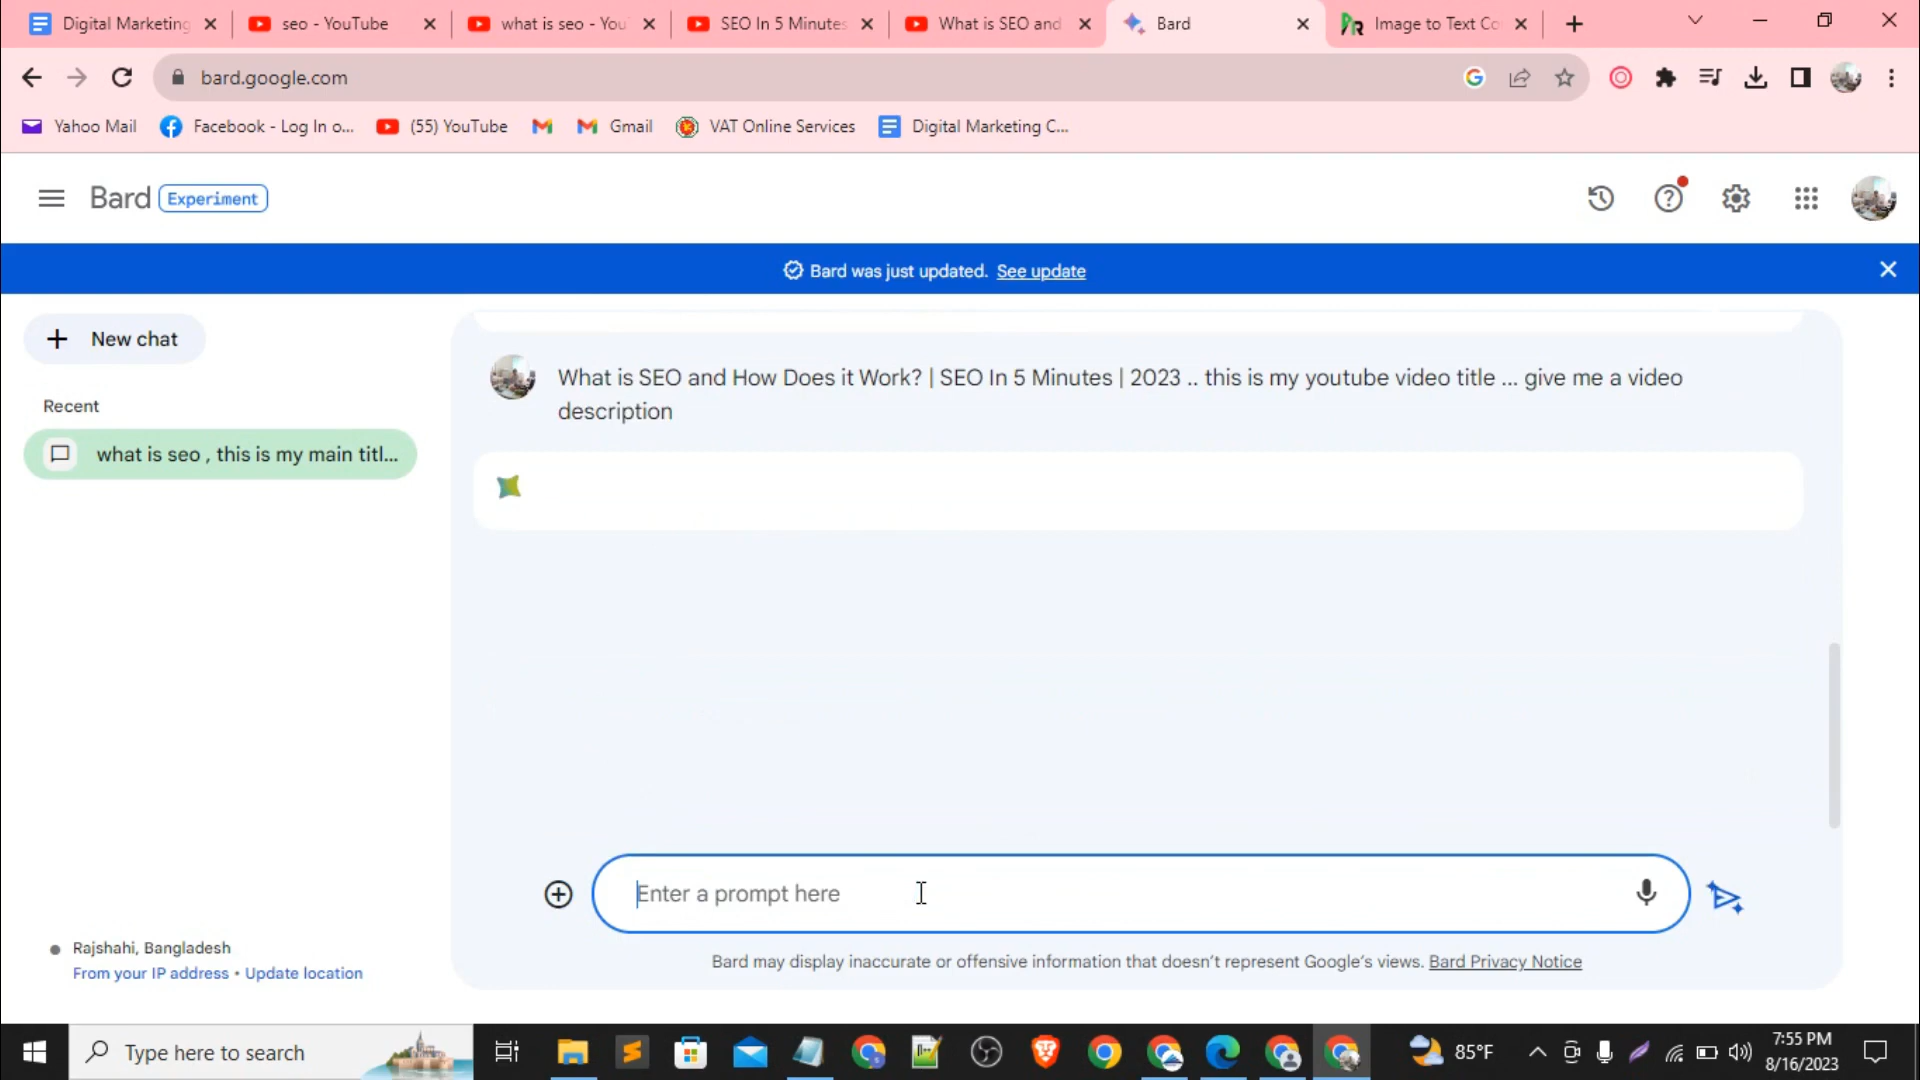 Digital Marketing
seo - YouTube
what is seo - You
SEO In 5 Minutes
What is SEO and
Bard
Image to Text Co
bard.google.com
Yahoo Mail
Facebook - Log In o...
(55) YouTube
Gmail
VAT Online Services
Digital Marketing C...
Bard Experiment
Bard was just updated. See update
New chat
Recent
what is seo , this is my main titl...
What is SEO and How Does it Work? | SEO In 5 Minutes | 2023 .. this is my youtube video title ... give me a video
description
Enter a prompt here
Rajshahi, Bangladesh
From your IP address • Update location
Bard may display inaccurate or offensive information that doesn't represent Google's views. Bard Privacy Notice
Type here to search
85°F
7:55 PM
8/16/2023